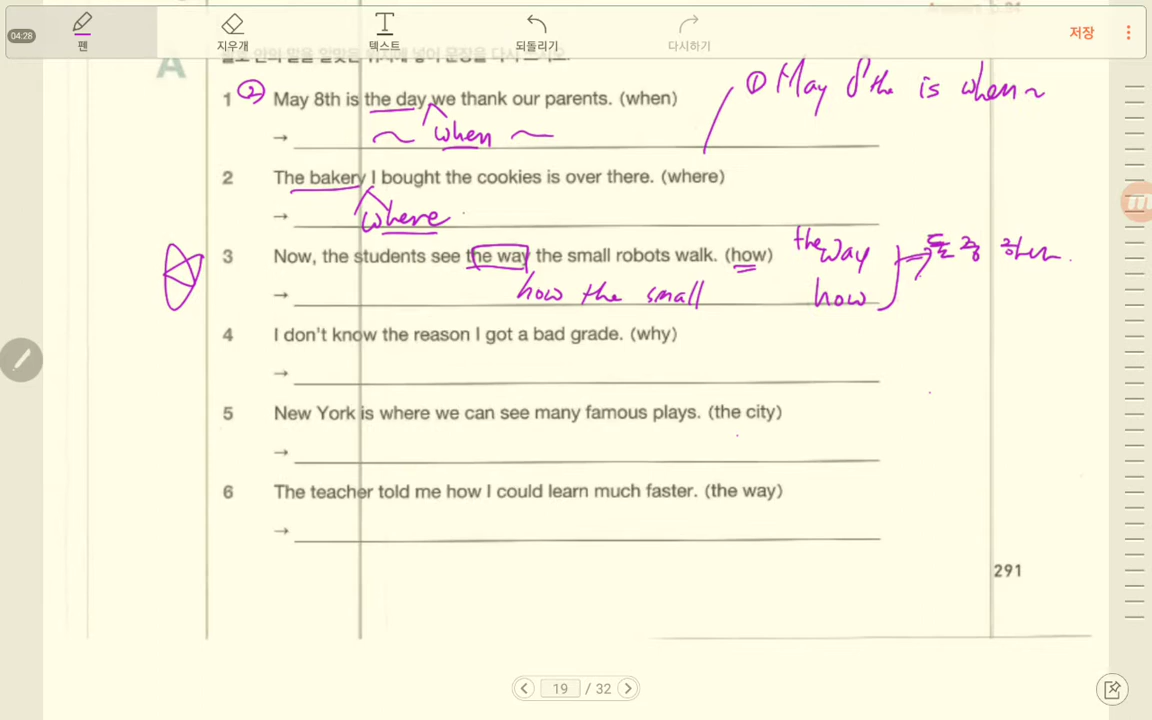 04:28
펜
지우개
텍스트
되돌리기
다시하기
저장
A
① May 8the is when ~
1 ② May 8th is the day we thank our parents. (when)
→ ~ when ~
2 The bakery I bought the cookies is over there. (where)
→ where
3 Now, the students see the way the small robots walk. (how)
the way
how
둘 중 하나.
→ how the small
4 I don't know the reason I got a bad grade. (why)
→
5 New York is where we can see many famous plays. (the city)
→
6 The teacher told me how I could learn much faster. (the way)
→
291
19 / 32